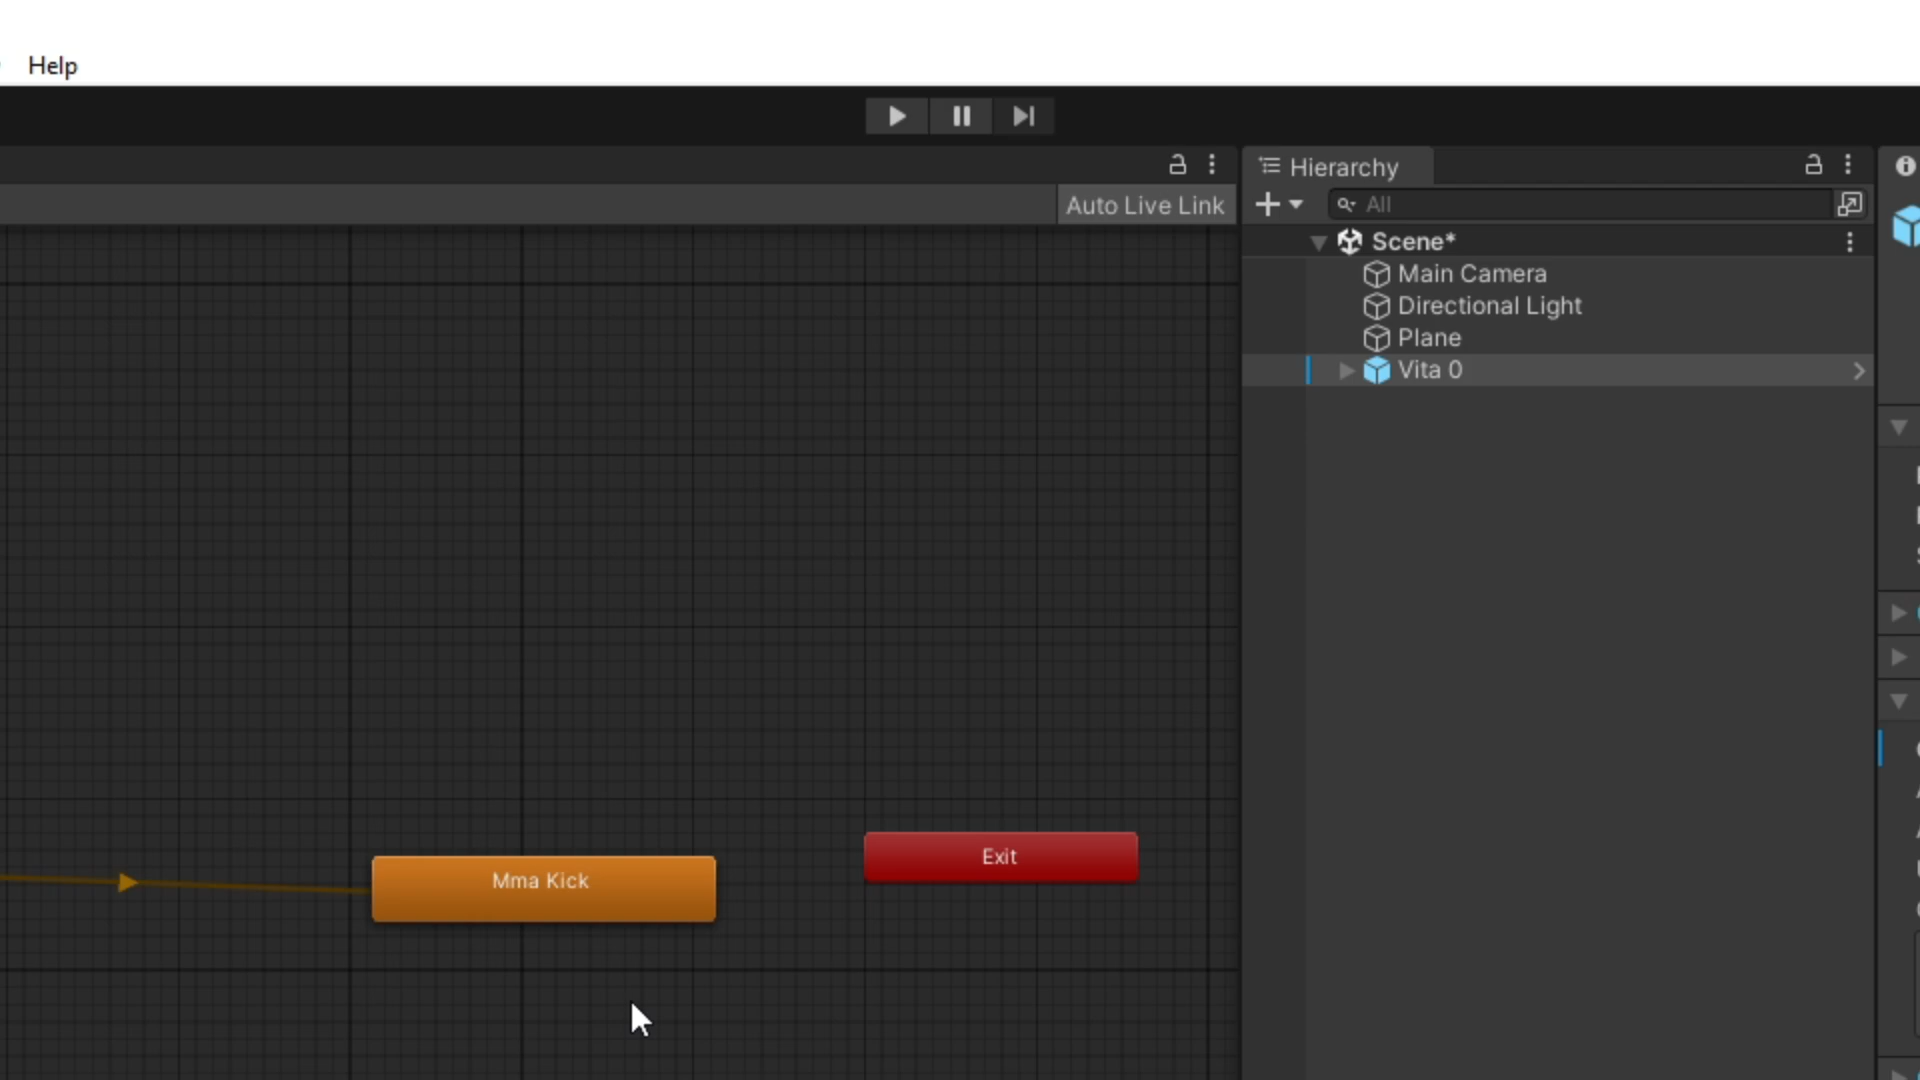 Help
Hierarchy
Auto Live Link
All
Scene*
Main Camera
Directional Light
Plane
Vita 0
Mma Kick
Exit